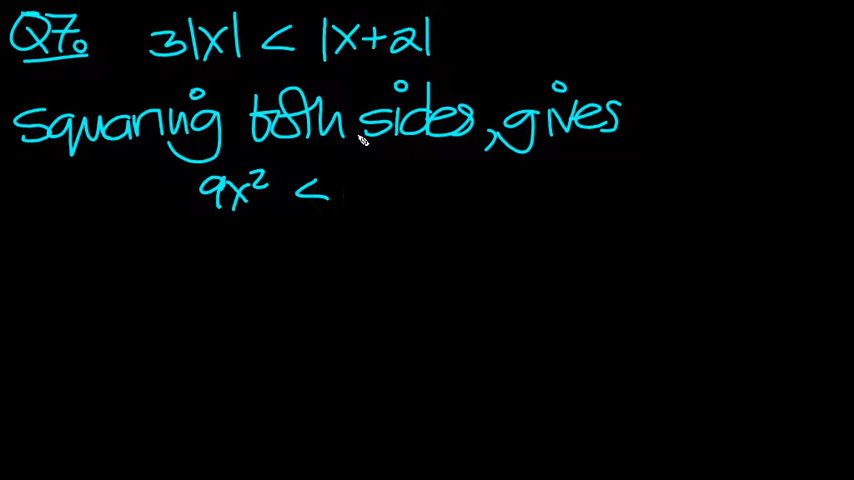 Q7. 3|x| < |x+2|
squaring both sides, gives
9x² <